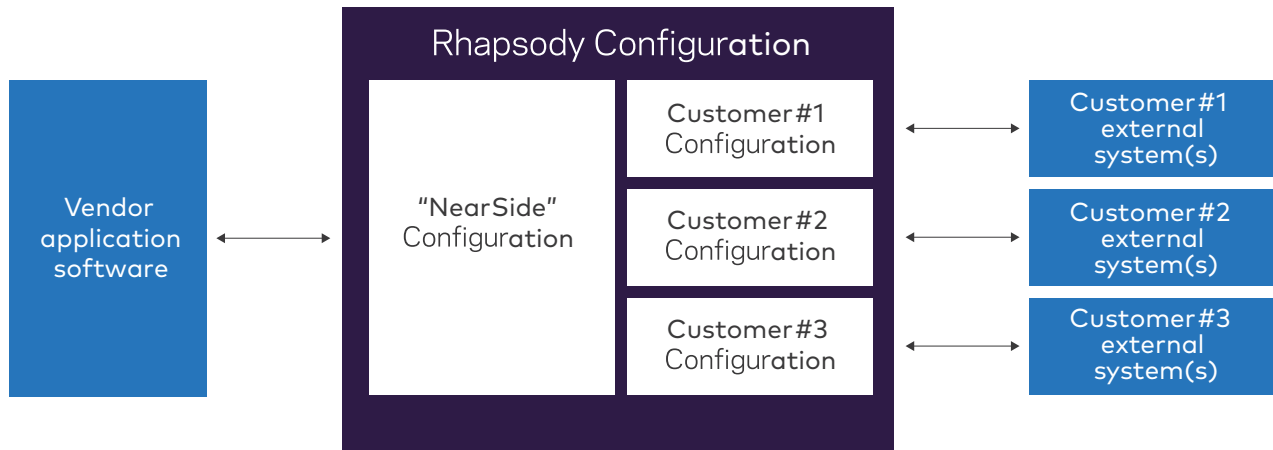 Rhapsody Configuration
Vendor
application
software
“NearSide”
Configuration
Customer#1
Configuration
Customer#2
Configuration
Customer#3
Configuration
Customer#1
external
system(s)
Customer#2
external
system(s)
Customer#3
external
system(s)